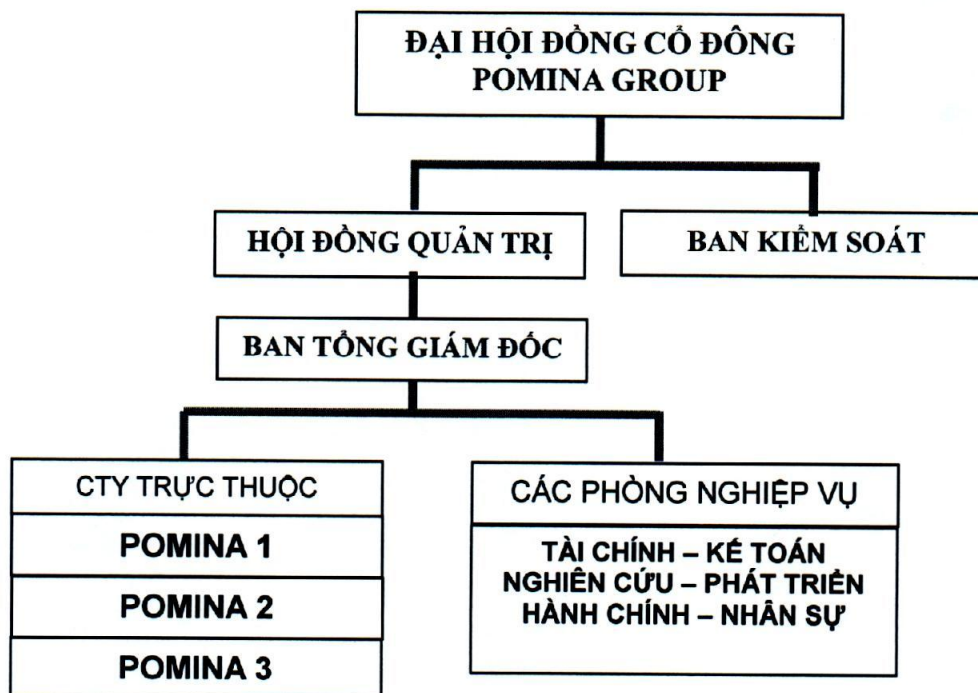 ĐẠI HỘI ĐỒNG CỔ ĐÔNG
POMINA GROUP
HỘI ĐỒNG QUẢN TRỊ
BAN KIỂM SOÁT
BAN TỔNG GIÁM ĐỐC
CTY TRỰC THUỘC
POMINA 1
POMINA 2
POMINA 3
CÁC PHÒNG NGHIỆP VỤ
TÀI CHÍNH – KẾ TOÁN
NGHIÊN CỨU – PHÁT TRIỂN
HÀNH CHÍNH – NHÂN SỰ